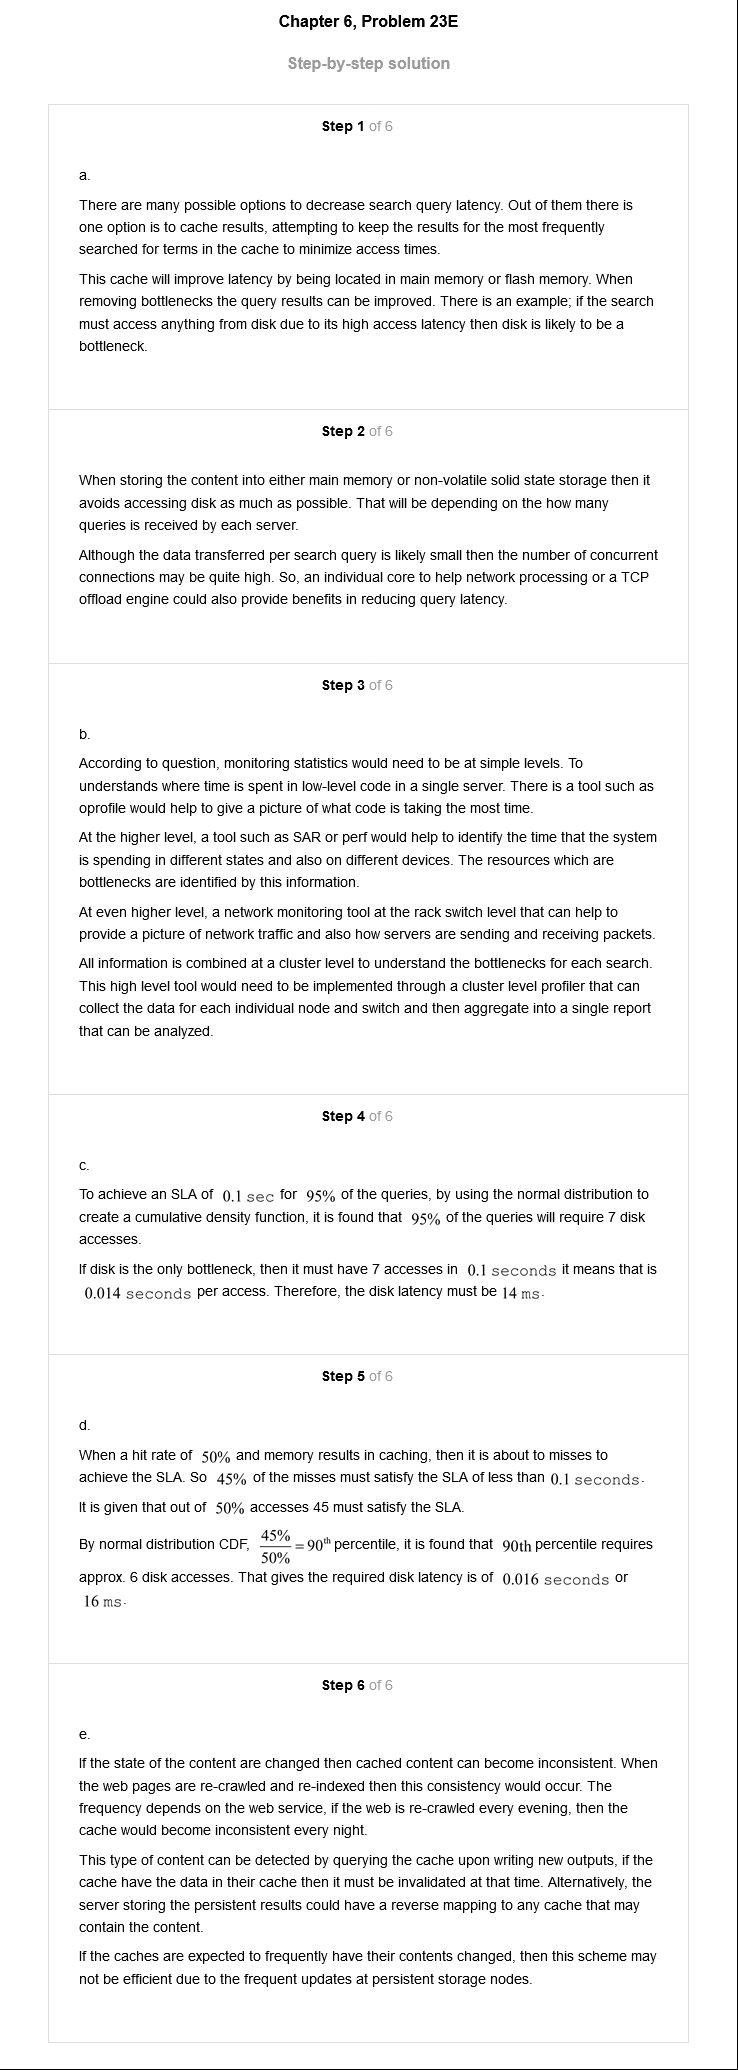 Chapter 6, Problem 23E
Step-by-step solution
Step 1 of 6
a.
There are many possible options to decrease search query latency. Out of them there is
one option is to cache results, attempting to keep the results for the most frequently
searched for terms in the cache to minimize access times.
This cache will improve latency by being located in main memory or flash memory. When
removing bottlenecks the query results can be improved. There is an example; if the search
must access anything from disk due to its high access latency then disk is likely to be a
bottleneck.
Step 2 of 6
When storing the content into either main memory or non-volatile solid state storage then it
avoids accessing disk as much as possible. That will be depending on the how many
queries is received by each server.
Although the data transferred per search query is likely small then the number of concurrent
connections may be quite high. So, an individual core to help network processing or a TCP
offload engine could also provide benefits in reducing query latency.
Step 3 of 6
b.
According to question, monitoring statistics would need to be at simple levels. To
understands where time is spent in low-level code in a single server. There is a tool such as
oprofile would help to give a picture of what code is taking the most time.
At the higher level, a tool such as SAR or perf would help to identify the time that the system
is spending in different states and also on different devices. The resources which are
bottlenecks are identified by this information.
At even higher level, a network monitoring tool at the rack switch level that can help to
provide a picture of network traffic and also how servers are sending and receiving packets.
All information is combined at a cluster level to understand the bottlenecks for each search.
This high level tool would need to be implemented through a cluster level profiler that can
collect the data for each individual node and switch and then aggregate into a single report
that can be analyzed.
Step 4 of 6
c.
To achieve an SLA of 0.1 sec for 95% of the queries, by using the normal distribution to
create a cumulative density function, it is found that 95% of the queries will require 7 disk
accesses.
If disk is the only bottleneck, then it must have 7 accesses in 0.1 seconds it means that is
0.014 seconds per access. Therefore, the disk latency must be 14 ms.
Step 5 of 6
d.
When a hit rate of 50% and memory results in caching, then it is about to misses to
achieve the SLA. So 45% of the misses must satisfy the SLA of less than 0.1 seconds.
It is given that out of 50% accesses 45 must satisfy the SLA.
By normal distribution CDF, 45%/50% = 90th percentile, it is found that 90th percentile requires
approx. 6 disk accesses. That gives the required disk latency is of 0.016 seconds or
16 ms.
Step 6 of 6
e.
If the state of the content are changed then cached content can become inconsistent. When
the web pages are re-crawled and re-indexed then this consistency would occur. The
frequency depends on the web service, if the web is re-crawled every evening, then the
cache would become inconsistent every night.
This type of content can be detected by querying the cache upon writing new outputs, if the
cache have the data in their cache then it must be invalidated at that time. Alternatively, the
server storing the persistent results could have a reverse mapping to any cache that may
contain the content.
If the caches are expected to frequently have their contents changed, then this scheme may
not be efficient due to the frequent updates at persistent storage nodes.